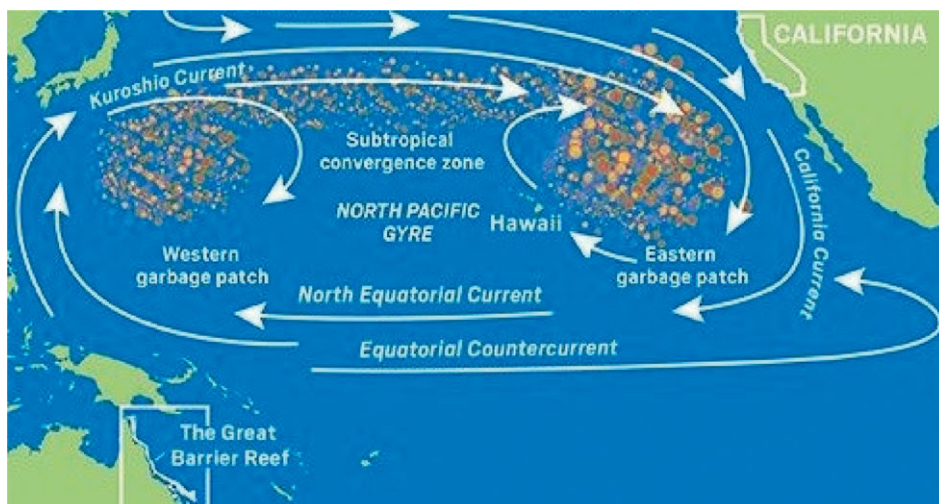 CALIFORNIA
Kuroshio Current
Subtropical
convergence zone
California Current
NORTH PACIFIC
GYRE
Hawaii
Western
garbage patch
Eastern
garbage patch
North Equatorial Current
Equatorial Countercurrent
The Great
Barrier Reef